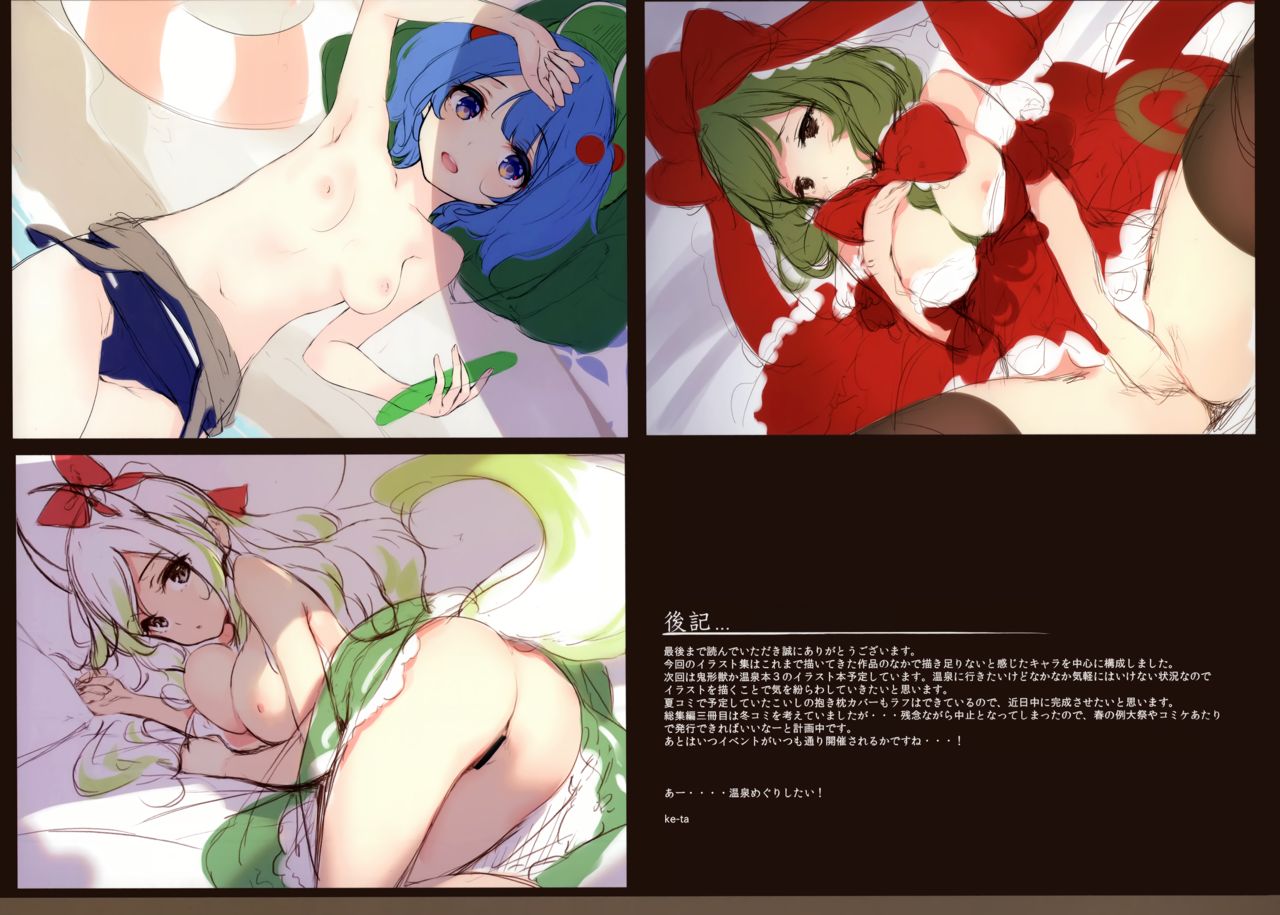 後記...
最後まで読んでいただき誠にありがとうございます。
今回のイラスト集はこれまで描いてきた作品のなかで描き足りないと感じたキャラを中心に構成しました。
次回は鬼形獣か温泉本３のイラスト本予定しています。温泉に行きたいけどなかなか気軽にはいけない状況なので
イラストを描くことで気を紛らわしていきたいと思います。
夏コミで予定していたこいしの抱き枕カバーもラフはできているので、近日中に完成させたいと思います。
総集編三冊目は冬コミを考えていましたが・・・残念ながら中止となってしまったので、春の例大祭やコミケあたり
で発行できればいいなーと計画中です。
あとはいつイベントがいつも通り開催されるかですね・・・！
あー・・・・温泉めぐりしたい！
ke-ta